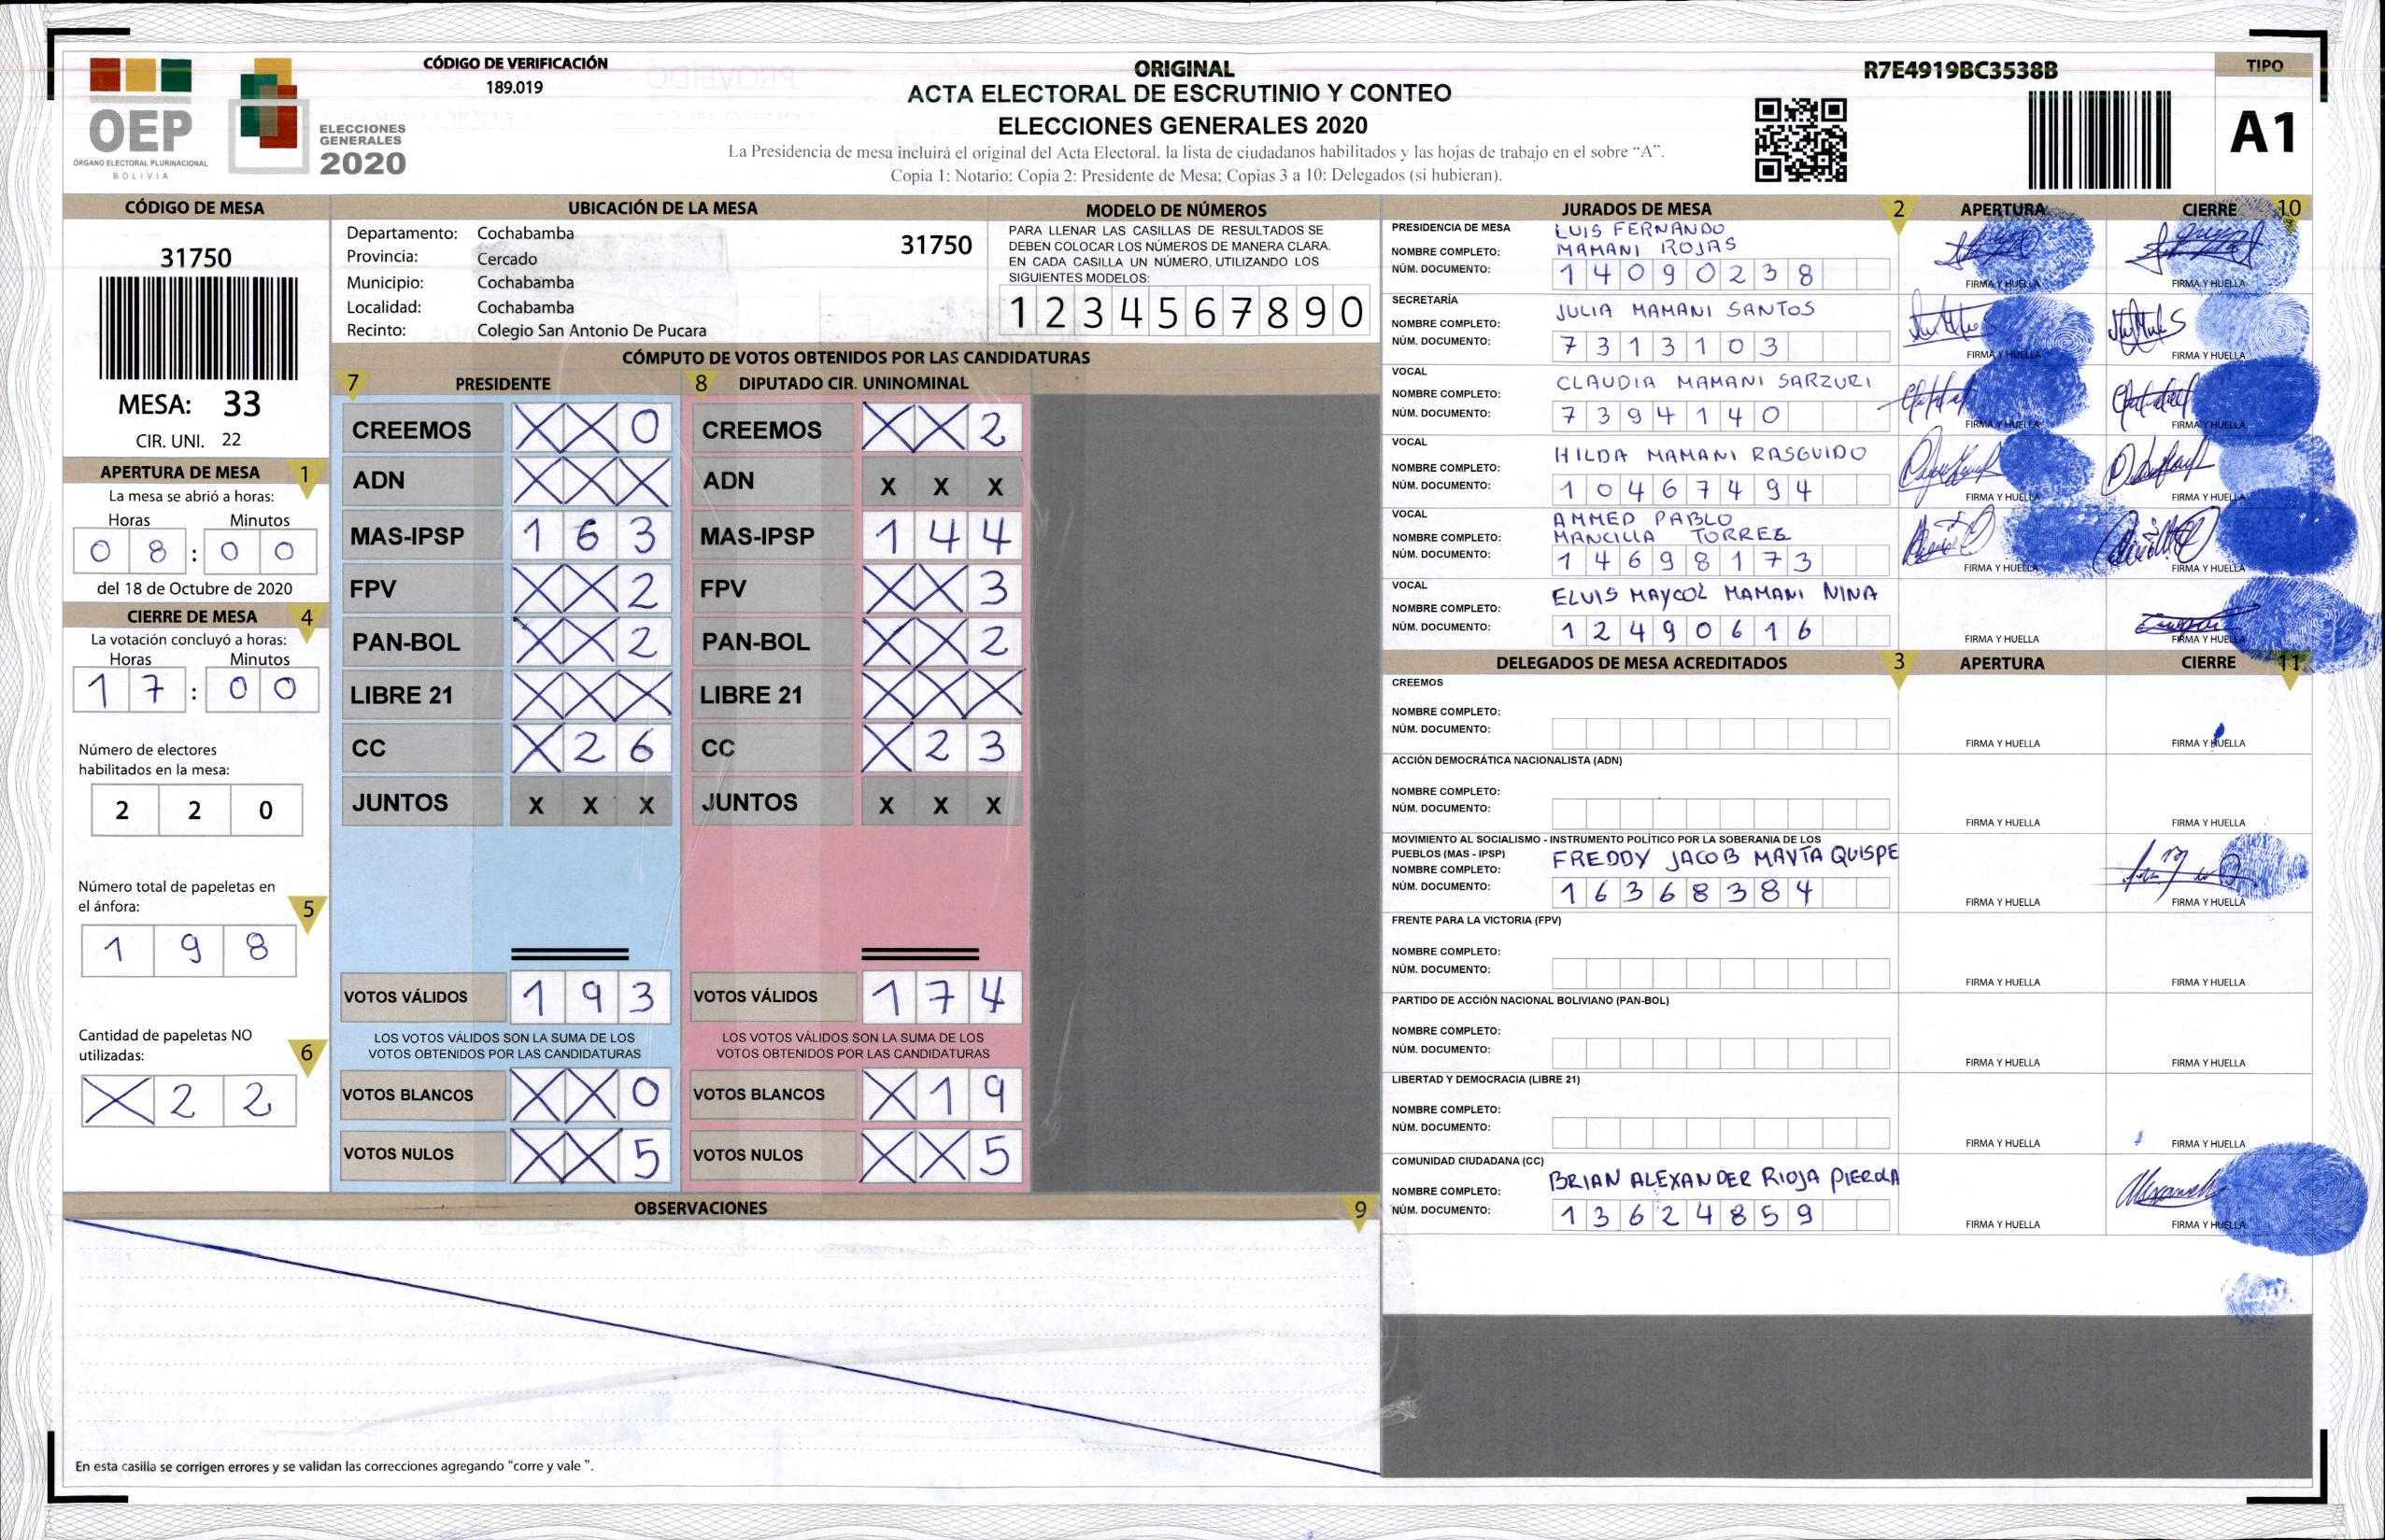 CÓDIGO DE VERIFICACIÓN
189.019
OEP
ÓRGANO ELECTORAL PLURINACIONAL
BOLIVIA
ELECCIONES
GENERALES
2020
ORIGINAL
ACTA ELECTORAL DE ESCRUTINIO Y CONTEO
ELECCIONES GENERALES 2020
La Presidencia de mesa incluirá el original del Acta Electoral, la lista de ciudadanos habilitados y las hojas de trabajo en el sobre “A”.
Copia 1: Notario; Copia 2: Presidente de Mesa; Copias 3 a 10: Delegados (si hubieran).
R7E4919BC3538B
TIPO
A1
CÓDIGO DE MESA
31750
MESA: 33
CIR. UNI. 22
APERTURA DE MESA 1
La mesa se abrió a horas:
Horas Minutos
0 8 : 0 0
del 18 de Octubre de 2020
CIERRE DE MESA 4
La votación concluyó a horas:
Horas Minutos
1 7 : 0 0
Número de electores
habilitados en la mesa:
2 2 0
Número total de papeletas en
el ánfora: 5
1 9 8
Cantidad de papeletas NO
utilizadas: 6
X 2 2
UBICACIÓN DE LA MESA
Departamento: Cochabamba
31750
Provincia: Cercado
Municipio: Cochabamba
Localidad: Cochabamba
Recinto: Colegio San Antonio De Pucara
MODELO DE NÚMEROS
PARA LLENAR LAS CASILLAS DE RESULTADOS SE
DEBEN COLOCAR LOS NÚMEROS DE MANERA CLARA.
EN CADA CASILLA UN NÚMERO, UTILIZANDO LOS
SIGUIENTES MODELOS:
1 2 3 4 5 6 7 8 9 0
CÓMPUTO DE VOTOS OBTENIDOS POR LAS CANDIDATURAS
7 PRESIDENTE 8 DIPUTADO CIR. UNINOMINAL
CREEMOS X X 0 CREEMOS X X 2
ADN X X X ADN X X X
MAS-IPSP 1 6 3 MAS-IPSP 1 4 4
FPV X X 2 FPV X X 3
PAN-BOL X X 2 PAN-BOL X X 2
LIBRE 21 X X X LIBRE 21 X X X
CC X 2 6 CC X 2 3
JUNTOS X X X JUNTOS X X X
VOTOS VÁLIDOS 1 9 3 VOTOS VÁLIDOS 1 7 4
LOS VOTOS VÁLIDOS SON LA SUMA DE LOS LOS VOTOS VÁLIDOS SON LA SUMA DE LOS
VOTOS OBTENIDOS POR LAS CANDIDATURAS VOTOS OBTENIDOS POR LAS CANDIDATURAS
VOTOS BLANCOS X X 0 VOTOS BLANCOS X 1 9
VOTOS NULOS X X 5 VOTOS NULOS X X 5
OBSERVACIONES 9
En esta casilla se corrigen errores y se validan las correcciones agregando “corre y vale ”.
JURADOS DE MESA 2 APERTURA CIERRE 10
PRESIDENCIA DE MESA LUIS FERNANDO
NOMBRE COMPLETO: MAMANI ROJAS
NÚM. DOCUMENTO: 1 4 0 9 0 2 3 8
FIRMA Y HUELLA FIRMA Y HUELLA
SECRETARÍA JULIA MAMANI SANTOS
NOMBRE COMPLETO:
NÚM. DOCUMENTO: 7 3 1 3 1 0 3
FIRMA Y HUELLA FIRMA Y HUELLA
VOCAL CLAUDIA MAMANI SARZURI
NOMBRE COMPLETO:
NÚM. DOCUMENTO: 7 3 9 4 1 4 0
FIRMA Y HUELLA FIRMA Y HUELLA
VOCAL HILDA MAMANI RASGUIDO
NOMBRE COMPLETO:
NÚM. DOCUMENTO: 1 0 4 6 7 4 9 4
FIRMA Y HUELLA FIRMA Y HUELLA
VOCAL AMMED PABLO
NOMBRE COMPLETO: MANCILLA TORREZ
NÚM. DOCUMENTO: 1 4 6 9 8 1 7 3
FIRMA Y HUELLA FIRMA Y HUELLA
VOCAL ELVIS MAYCOL MAMANI NINA
NOMBRE COMPLETO:
NÚM. DOCUMENTO: 1 2 4 9 0 6 1 6
FIRMA Y HUELLA FIRMA Y HUELLA
DELEGADOS DE MESA ACREDITADOS 3 APERTURA CIERRE 11
CREEMOS
NOMBRE COMPLETO:
NÚM. DOCUMENTO:
FIRMA Y HUELLA FIRMA Y HUELLA
ACCIÓN DEMOCRÁTICA NACIONALISTA (ADN)
NOMBRE COMPLETO:
NÚM. DOCUMENTO:
FIRMA Y HUELLA FIRMA Y HUELLA
MOVIMIENTO AL SOCIALISMO - INSTRUMENTO POLÍTICO POR LA SOBERANIA DE LOS
PUEBLOS (MAS - IPSP) FREDDY JACOB MAYTA QUISPE
NOMBRE COMPLETO:
NÚM. DOCUMENTO: 1 6 3 6 8 3 8 4
FIRMA Y HUELLA FIRMA Y HUELLA
FRENTE PARA LA VICTORIA (FPV)
NOMBRE COMPLETO:
NÚM. DOCUMENTO:
FIRMA Y HUELLA FIRMA Y HUELLA
PARTIDO DE ACCIÓN NACIONAL BOLIVIANO (PAN-BOL)
NOMBRE COMPLETO:
NÚM. DOCUMENTO:
FIRMA Y HUELLA FIRMA Y HUELLA
LIBERTAD Y DEMOCRACIA (LIBRE 21)
NOMBRE COMPLETO:
NÚM. DOCUMENTO:
FIRMA Y HUELLA FIRMA Y HUELLA
COMUNIDAD CIUDADANA (CC) BRIAN ALEXANDER RIOJA PIEROLA
NOMBRE COMPLETO:
NÚM. DOCUMENTO: 1 3 6 2 4 8 5 9
FIRMA Y HUELLA FIRMA Y HUELLA